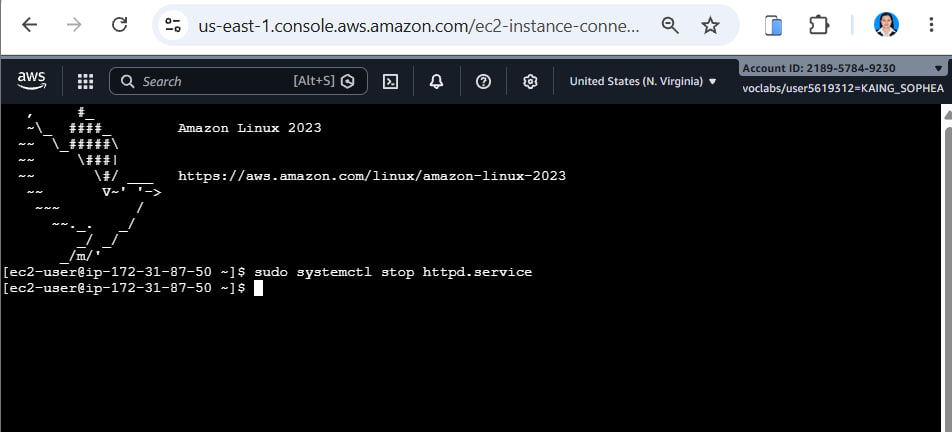 us-east-1.console.aws.amazon.com/ec2-instance-conne...
aws
Search [Alt+S]
United States (N. Virginia)
Account ID: 2189-5784-9230
voclabs/user5619312=KAING_SOPHEA
   ,     #_
   ~\_  ####_        Amazon Linux 2023
  ~~  \_#####\
  ~~     \###|
  ~~       \#/ ___   https://aws.amazon.com/linux/amazon-linux-2023
   ~~       V~' '->
    ~~~         /
      ~~._.   _/
         _/ _/
       _/m/'
[ec2-user@ip-172-31-87-50 ~]$ sudo systemctl stop httpd.service
[ec2-user@ip-172-31-87-50 ~]$